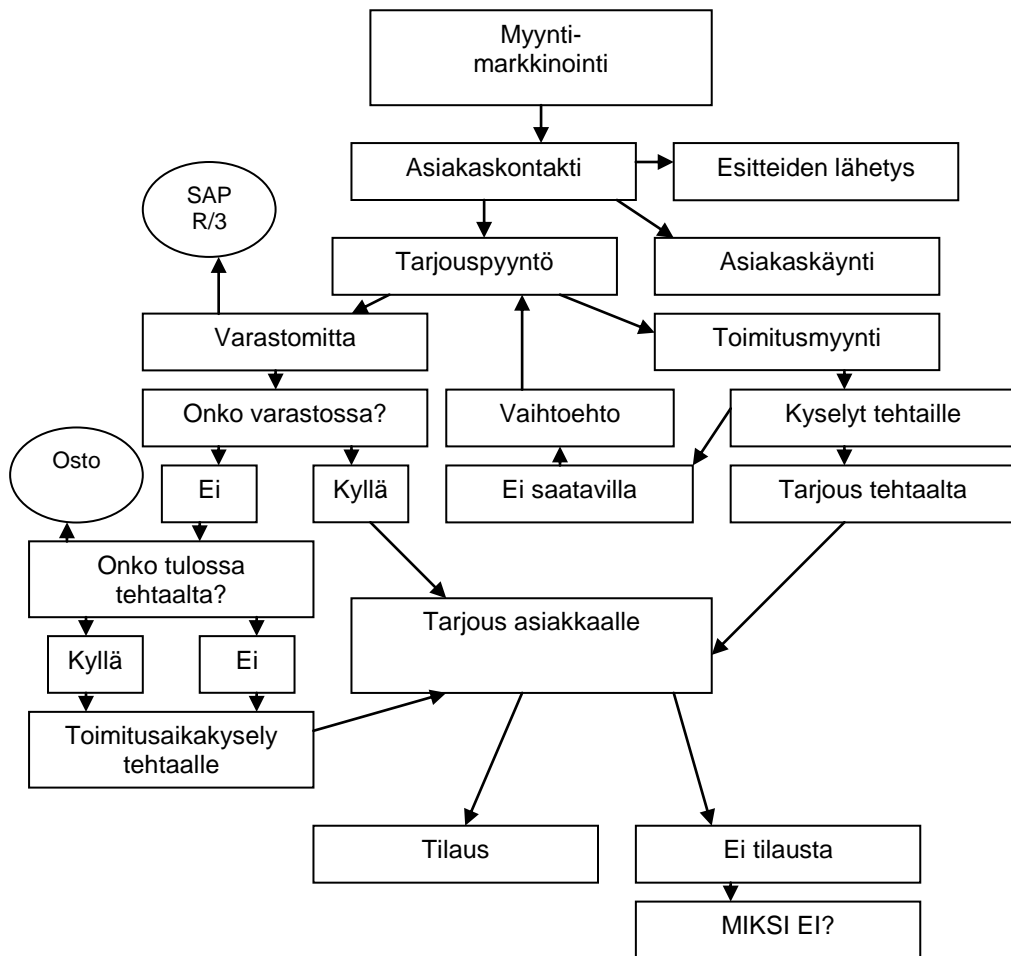 Myynti-
markkinointi
Asiakaskontakti
Esitteiden lähetys
SAP
R/3
Tarjouspyyntö
Asiakaskäynti
Varastomitta
Toimitusmyynti
Onko varastossa?
Vaihtoehto
Kyselyt tehtaille
Osto
Ei
Kyllä
Ei saatavilla
Tarjous tehtaalta
Onko tulossa
tehtaalta?
Tarjous asiakkaalle
Kyllä
Ei
Toimitusaikakysely
tehtaalle
Tilaus
Ei tilausta
MIKSI EI?